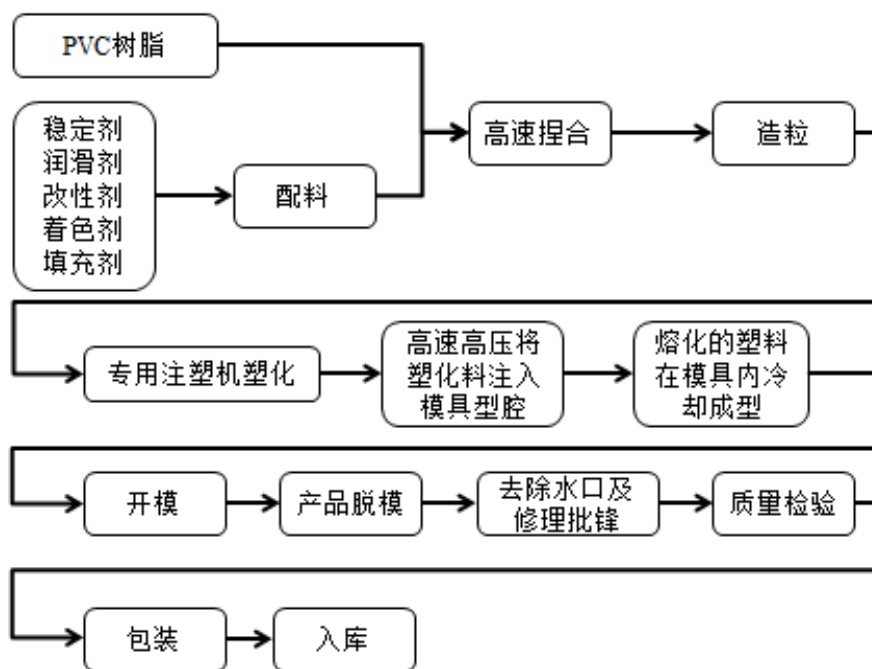 PVC树脂
稳定剂
润滑剂
改性剂
着色剂
填充剂
配料
高速捏合
造粒
专用注塑机塑化
高速高压将
塑化料注入
模具型腔
熔化的塑料
在模具内冷
却成型
开模
产品脱模
去除水口及
修理批锋
质量检验
包装
入库